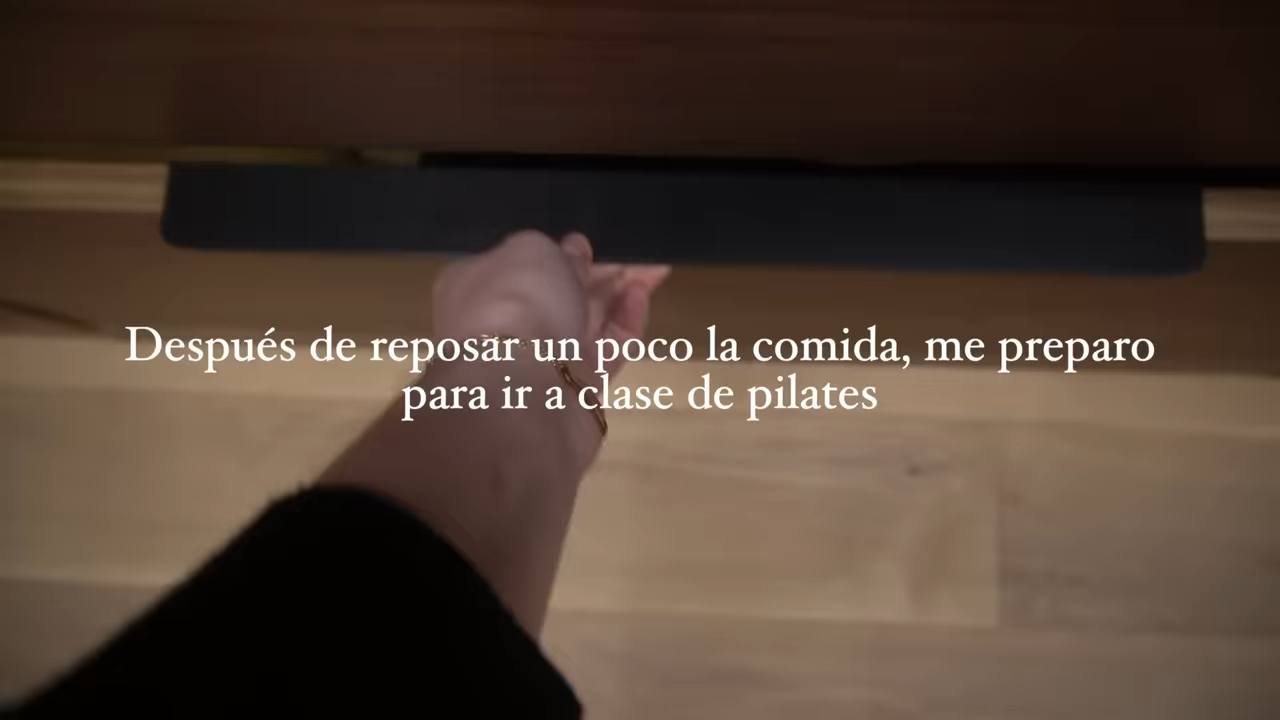 Después de reposar un poco la comida, me preparo
para ir a clase de pilates